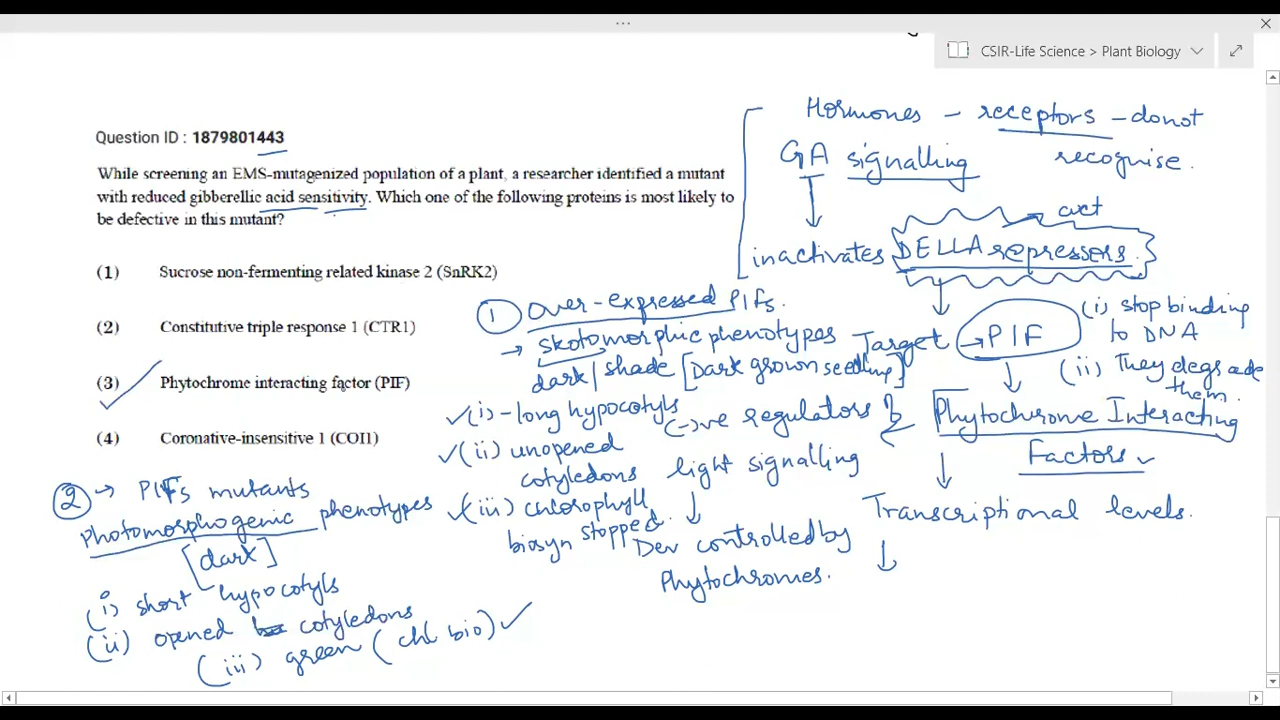 CSIR-Life Science > Plant Biology
Question ID : 1879801443
While screening an EMS-mutagenized population of a plant, a researcher identified a mutant
with reduced gibberellic acid sensitivity. Which one of the following proteins is most likely to
be defective in this mutant?
(1) Sucrose non-fermenting related kinase 2 (SnRK2)
(2) Constitutive triple response 1 (CTR1)
(3) Phytochrome interacting factor (PIF)
(4) Coronative-insensitive 1 (COI1)
Hormones - receptors - donot
recognise.
GA signalling
act
inactivates DELLA repressers.
Target → PIF
(i) stop binding
to DNA
(ii) They degrade
them.
Phytochrome Interacting
Factors
Transcriptional levels.
① Over-expressed PIFs.
→ skotomorphic phenotypes
dark/shade [Dark grown seedling]
(i) - long hypocotyls
(ii) unopened
cotyledons
(iii) chlorophyll
biosyn stopped.
(-)ve regulators
light signalling
Dev controlled by
Phytochromes.
② → PIFs mutants
Photomorphogenic phenotypes
[dark]
(i) short hypocotyls
(ii) opened cotyledons
(iii) green (chl bio)